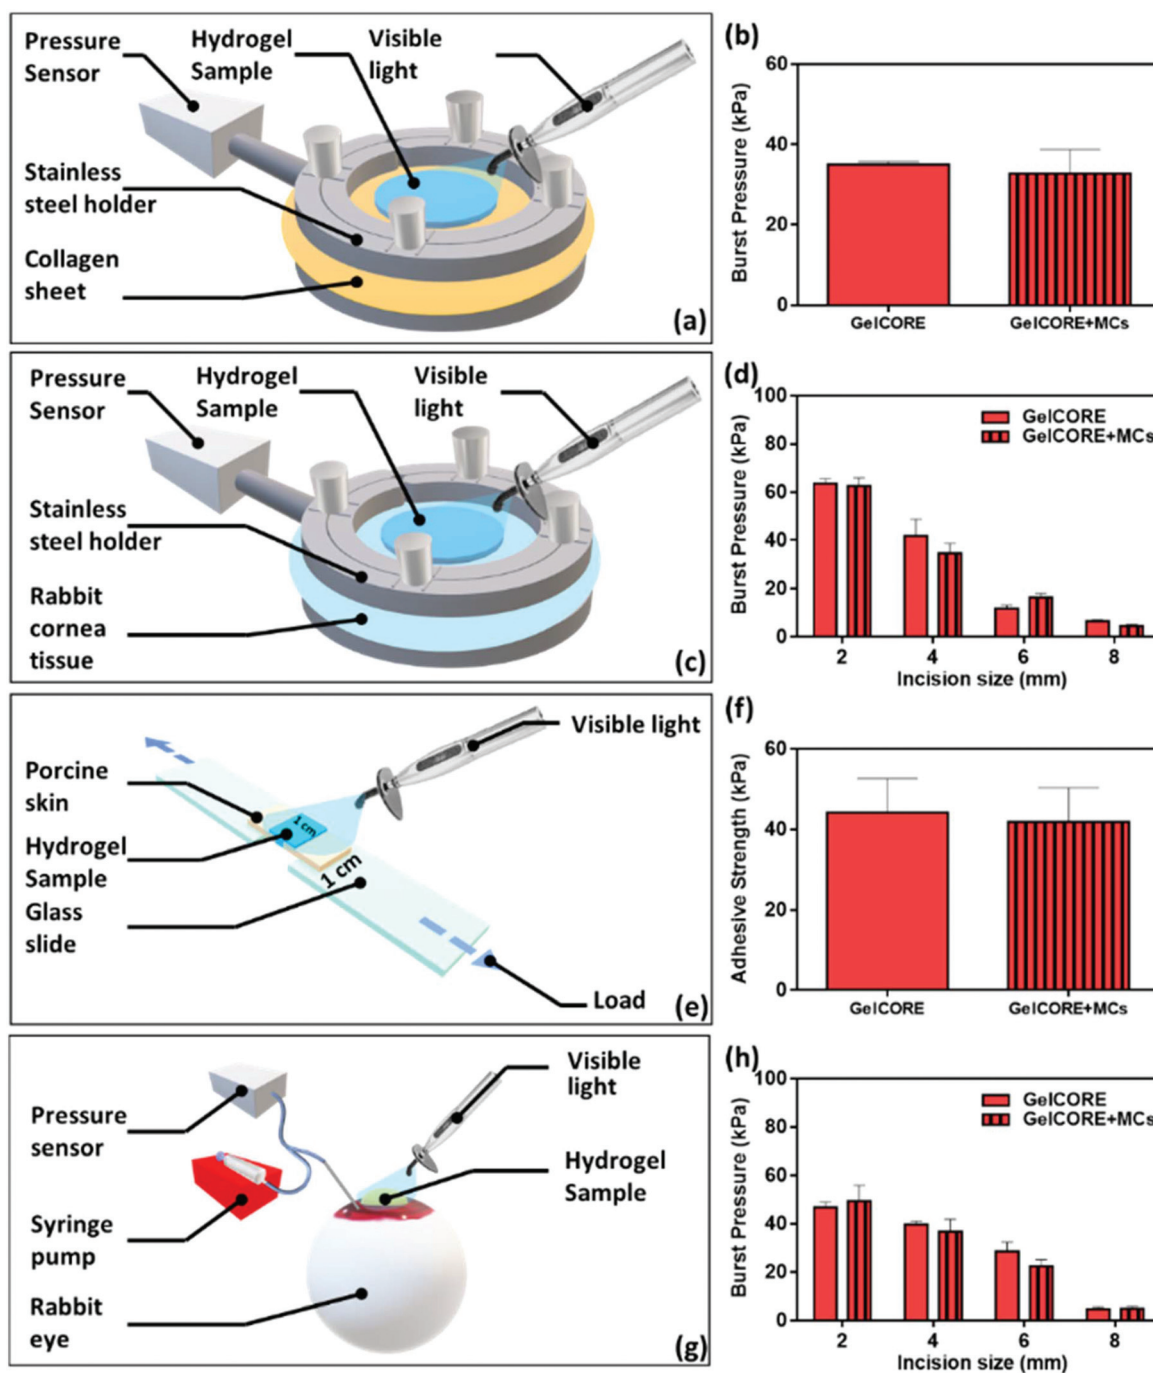 Pressure
Sensor
Hydrogel
Sample
Visible
light
Stainless
steel holder
Collagen
sheet
(a)
(b)
Burst Pressure (kPa)
60
40
20
0
GelCORE
GelCORE+MCs
Pressure
Sensor
Hydrogel
Sample
Visible
light
Stainless
steel holder
Rabbit
cornea
tissue
(c)
(d)
Burst Pressure (kPa)
100
80
60
40
20
0
GelCORE
GelCORE+MCs
2 4 6 8
Incision size (mm)
Visible light
Porcine
skin
Hydrogel
Sample
Glass
slide
1 cm
1 cm
Load
(e)
(f)
Adhesive Strength (kPa)
60
40
20
0
GelCORE
GelCORE+MCs
Pressure
sensor
Visible
light
Hydrogel
Sample
Syringe
pump
Rabbit
eye
(g)
(h)
Burst Pressure (kPa)
100
80
60
40
20
0
GelCORE
GelCORE+MCs
2 4 6 8
Incision size (mm)